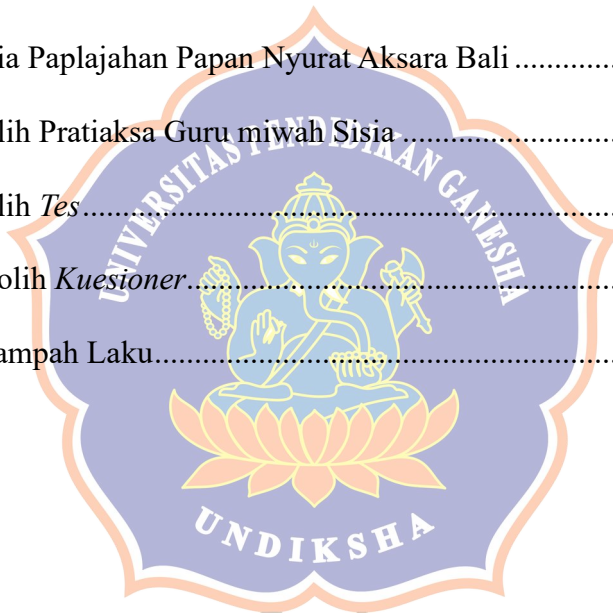 ia Paplajahan Papan Nyurat Aksara Bali ............
lih Pratiaksa Guru miwah Sisia ..........................
UNIVERSITAS PENDIDIKAN GANESHA
lih Tes..................................................................
olih Kuesioner.....................................................
ampah Laku.........................................................
UNDIKSHA